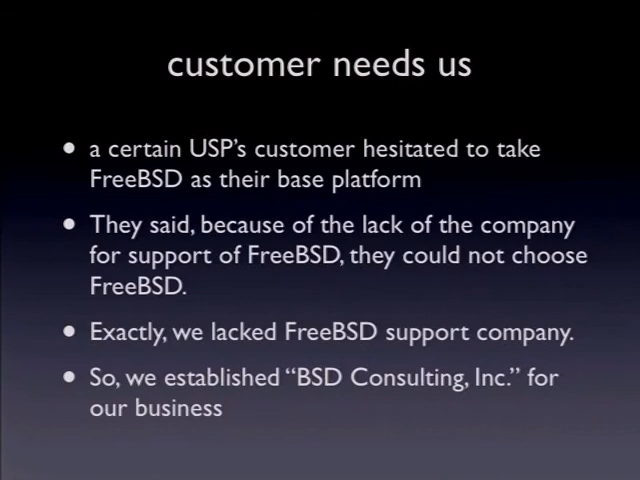 customer needs us
• a certain USP's customer hesitated to take
FreeBSD as their base platform
• They said, because of the lack of the company
for support of FreeBSD, they could not choose
FreeBSD.
• Exactly, we lacked FreeBSD support company.
• So, we established “BSD Consulting, Inc.” for
our business